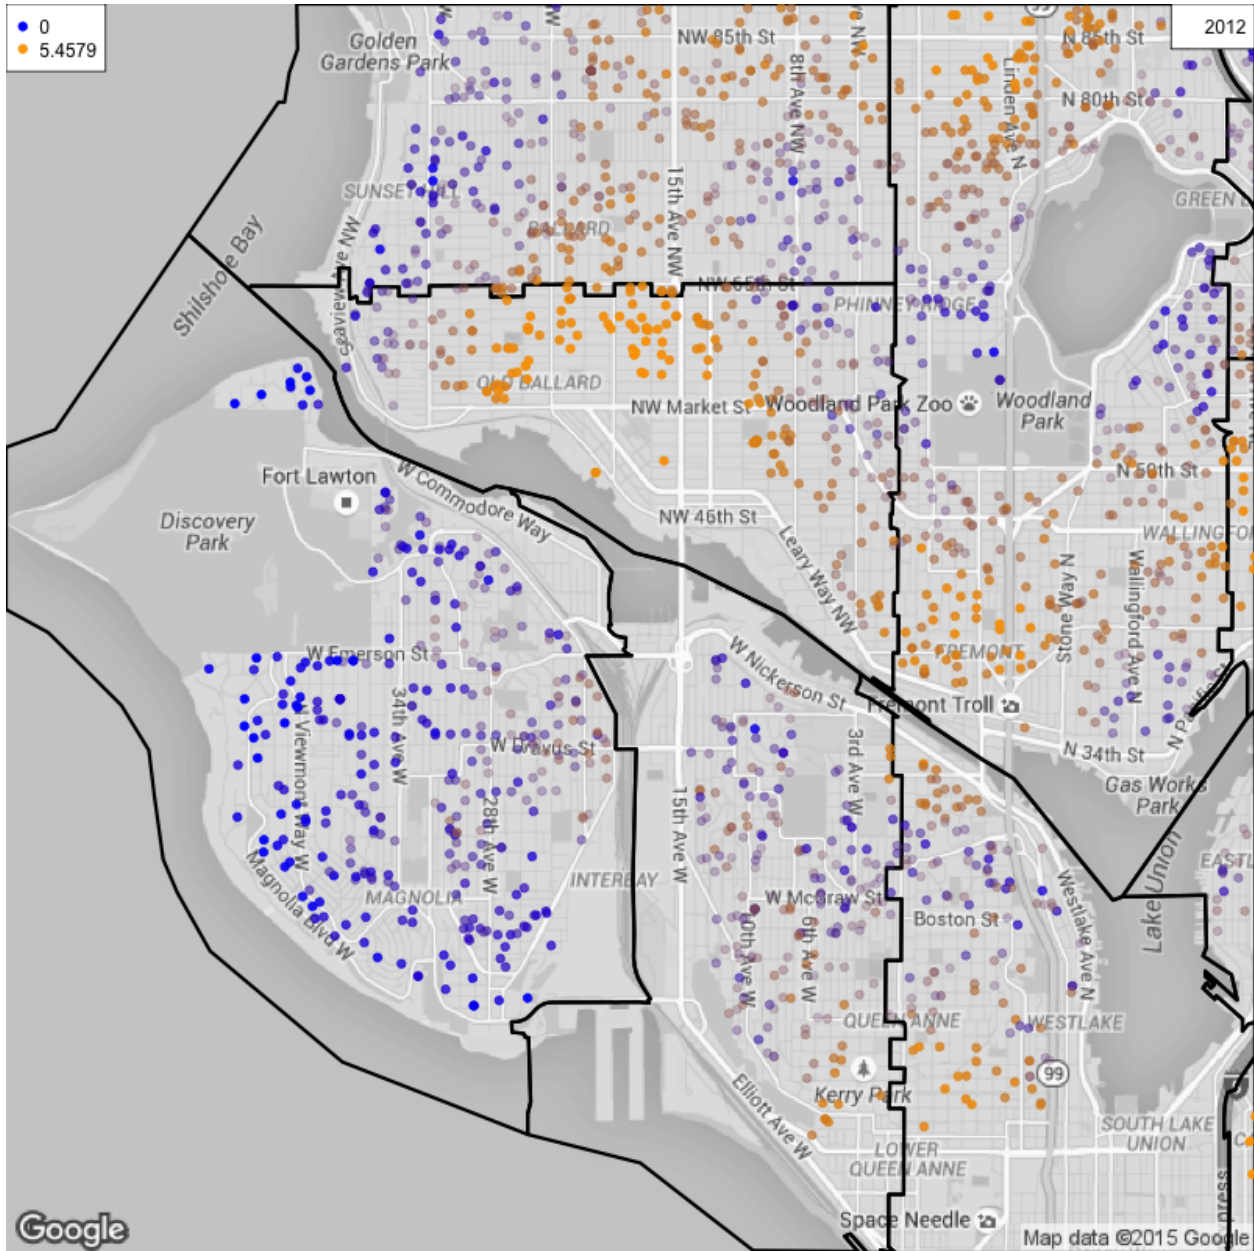 0
5.4579
2012
Golden
Gardens Park
NW 85th St
N 85th St
8th Ave NW
Linden Ave N
N 80th St
SUNSET HILL
15th Ave NW
GREEN
BALLARD
Shilshole Bay
Seaview Ave NW
NW 65th St
PHINNEY RIDGE
OLD BALLARD
NW Market St
Woodland Park Zoo
Woodland
Park
Fort Lawton
W Commodore Way
N 50th St
Discovery
Park
NW 46th St
WALLINGFOR
Leary Way NW
Stone Way N
Wallingford Ave N
W Emerson St
W Nickerson St
FREMONT
Fremont Troll
N Viewmont Way W
34th Ave W
W Dravus St
3rd Ave W
N 34th St
Gas Works
Park
28th Ave W
15th Ave W
Magnolia Blvd W
MAGNOLIA
INTERBAY
W McGraw St
Boston St
Westlake Ave N
Lake Union
EAST
10th Ave W
6th Ave W
QUEEN ANNE
WESTLAKE
99
Kerry Park
Elliott Ave W
SOUTH LAKE
UNION
LOWER
QUEEN ANNE
press
Space Needle
Google
Map data ©2015 Google